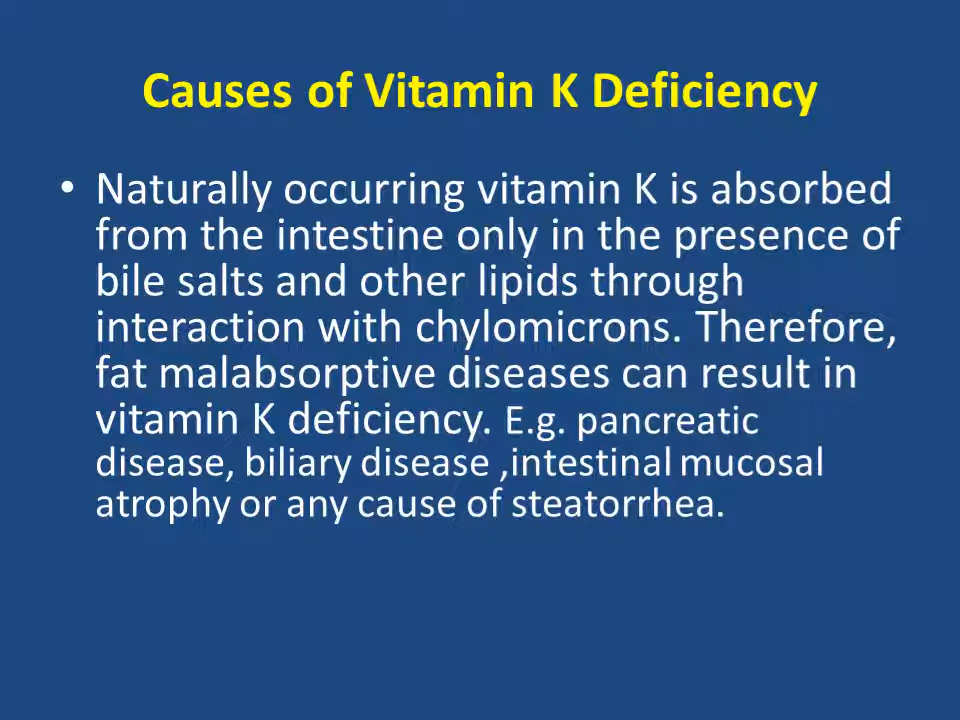 Causes of Vitamin K Deficiency
• Naturally occurring vitamin K is absorbed
from the intestine only in the presence of
bile salts and other lipids through
interaction with chylomicrons. Therefore,
fat malabsorptive diseases can result in
vitamin K deficiency. E.g. pancreatic
disease, biliary disease ,intestinal mucosal
atrophy or any cause of steatorrhea.